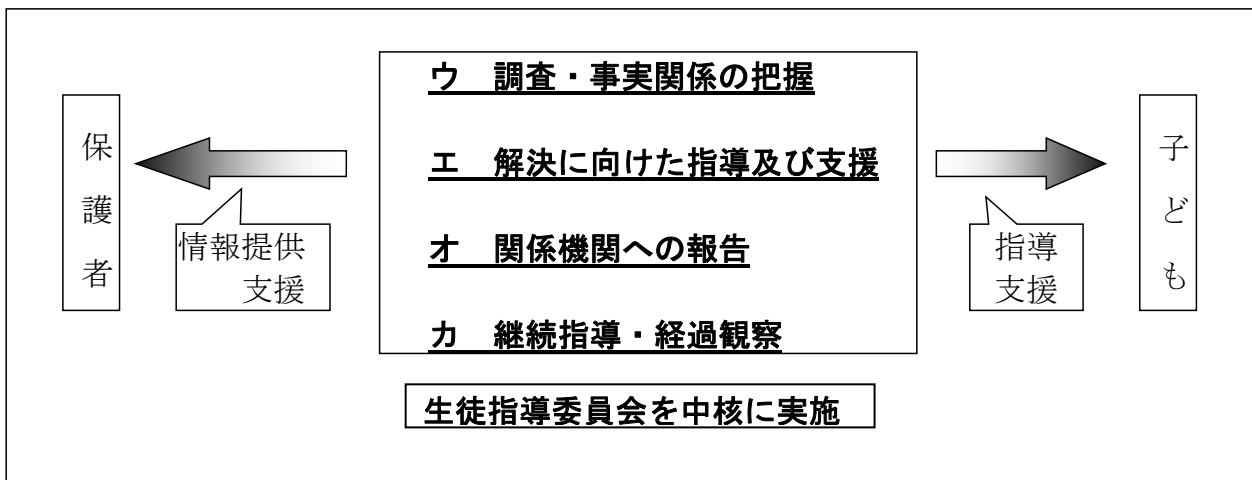 保護者
情報提供
支援
ウ　調査・事実関係の把握
エ　解決に向けた指導及び支援
オ　関係機関への報告
カ　継続指導・経過観察
生徒指導委員会を中核に実施
指導
支援
子ども